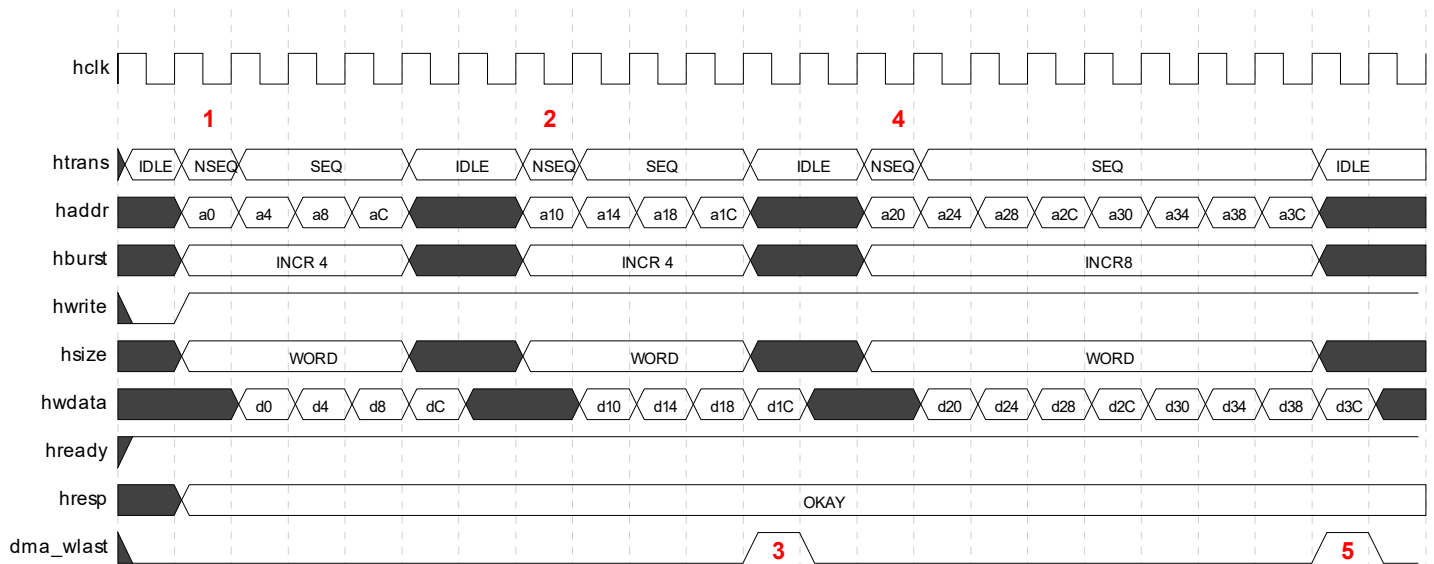 hclk
1 2 4
htrans IDLE NSEQ SEQ IDLE NSEQ SEQ IDLE NSEQ SEQ IDLE
haddr a0 a4 a8 aC a10 a14 a18 a1C a20 a24 a28 a2C a30 a34 a38 a3C
hburst INCR 4 INCR 4 INCR8
hwrite
hsize WORD WORD WORD
hwdata d0 d4 d8 dC d10 d14 d18 d1C d20 d24 d28 d2C d30 d34 d38 d3C
hready
hresp OKAY
dma_wlast 3 5